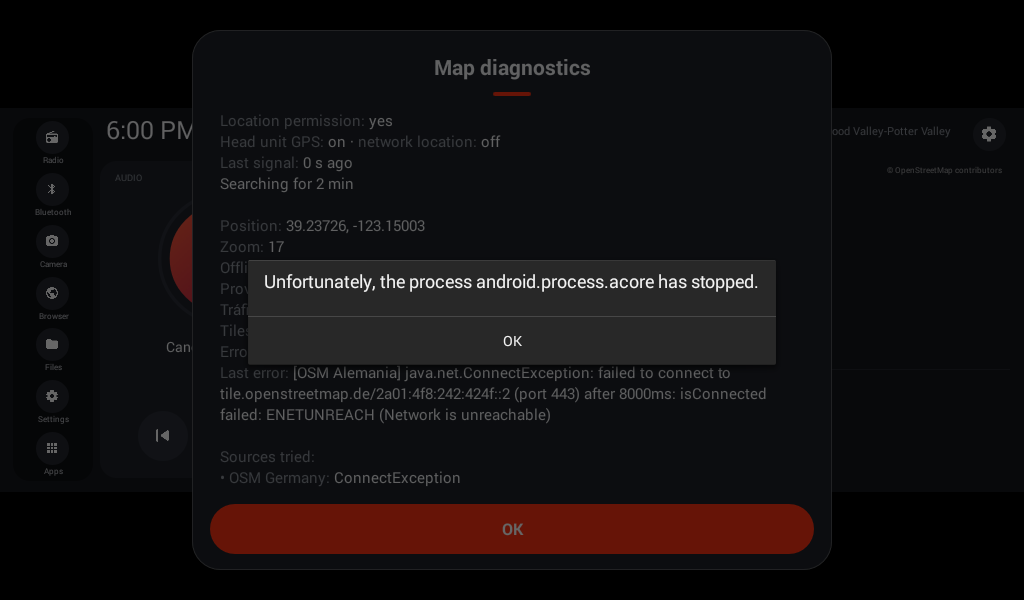 Map diagnostics
Location permission: yes
Head unit GPS: on · network location: off
Last signal: 0 s ago
Searching for 2 min
Position: 39.23726, -123.15003
Zoom: 17
Unfortunately, the process android.process.acore has stopped.
OK
Last error: [OSM Alemania] java.net.ConnectException: failed to connect to
tile.openstreetmap.de/2a01:4f8:242:424f::2 (port 443) after 8000ms: isConnected
failed: ENETUNREACH (Network is unreachable)
Sources tried:
• OSM Germany: ConnectException
OK
6:00 PM
Radio
Bluetooth
Camera
Browser
Files
Settings
Apps
AUDIO
Valley-Potter Valley
© OpenStreetMap contributors